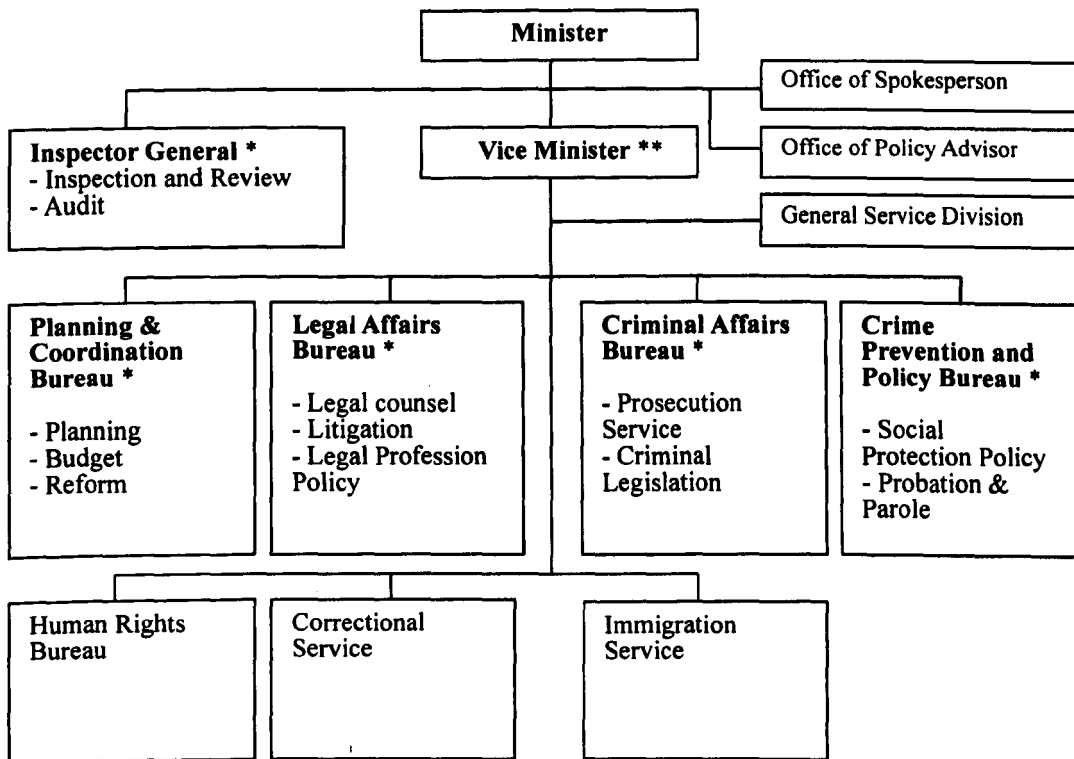 Minister
Office of Spokesperson
Inspector General *
- Inspection and Review
- Audit
Vice Minister **
Office of Policy Advisor
General Service Division
Planning &
Coordination
Bureau *
- Planning
- Budget
- Reform
Legal Affairs
Bureau *
- Legal counsel
- Litigation
- Legal Profession
Policy
Criminal Affairs
Bureau *
- Prosecution
Service
- Criminal
Legislation
Crime
Prevention and
Policy Bureau *
- Social
Protection Policy
- Probation &
Parole
Human Rights
Bureau
Correctional
Service
Immigration
Service